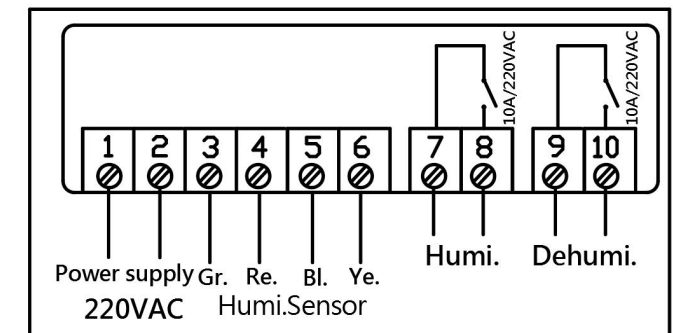 10A/220VAC
10A/220VAC
1 2 3 4 5 6 7 8 9 10
Power supply Gr. Re. Bl. Ye. Humi. Dehumi.
220VAC Humi.Sensor